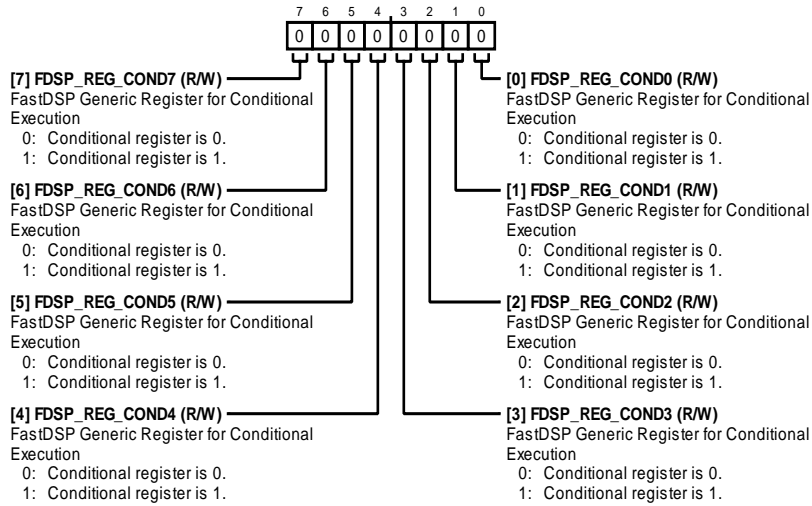 7 6 5 4 3 2 1 0
0 0 0 0 0 0 0 0
[7] FDSP_REG_COND7 (R/W)
FastDSP Generic Register for Conditional
Execution
0: Conditional register is 0.
1: Conditional register is 1.
[6] FDSP_REG_COND6 (R/W)
FastDSP Generic Register for Conditional
Execution
0: Conditional register is 0.
1: Conditional register is 1.
[5] FDSP_REG_COND5 (R/W)
FastDSP Generic Register for Conditional
Execution
0: Conditional register is 0.
1: Conditional register is 1.
[4] FDSP_REG_COND4 (R/W)
FastDSP Generic Register for Conditional
Execution
0: Conditional register is 0.
1: Conditional register is 1.
[0] FDSP_REG_COND0 (R/W)
FastDSP Generic Register for Conditional
Execution
0: Conditional register is 0.
1: Conditional register is 1.
[1] FDSP_REG_COND1 (R/W)
FastDSP Generic Register for Conditional
Execution
0: Conditional register is 0.
1: Conditional register is 1.
[2] FDSP_REG_COND2 (R/W)
FastDSP Generic Register for Conditional
Execution
0: Conditional register is 0.
1: Conditional register is 1.
[3] FDSP_REG_COND3 (R/W)
FastDSP Generic Register for Conditional
Execution
0: Conditional register is 0.
1: Conditional register is 1.